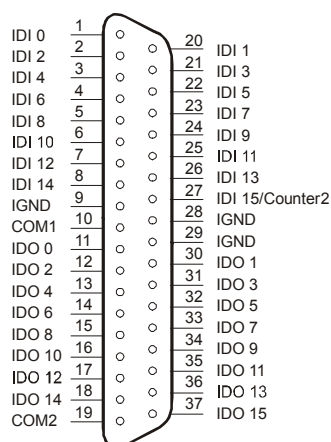 IDI 0 1
IDI 2 2
IDI 4 3
IDI 6 4
IDI 8 5
IDI 10 6
IDI 12 7
IDI 14 8
IGND 9
COM1 10
IDO 0 11
IDO 2 12
IDO 4 13
IDO 6 14
IDO 8 15
IDO 10 16
IDO 12 17
IDO 14 18
COM2 19
20 IDI 1
21 IDI 3
22 IDI 5
23 IDI 7
24 IDI 9
25 IDI 11
26 IDI 13
27 IDI 15/Counter2
28 IGND
29 IGND
30 IDO 1
31 IDO 3
32 IDO 5
33 IDO 7
34 IDO 9
35 IDO 11
36 IDO 13
37 IDO 15